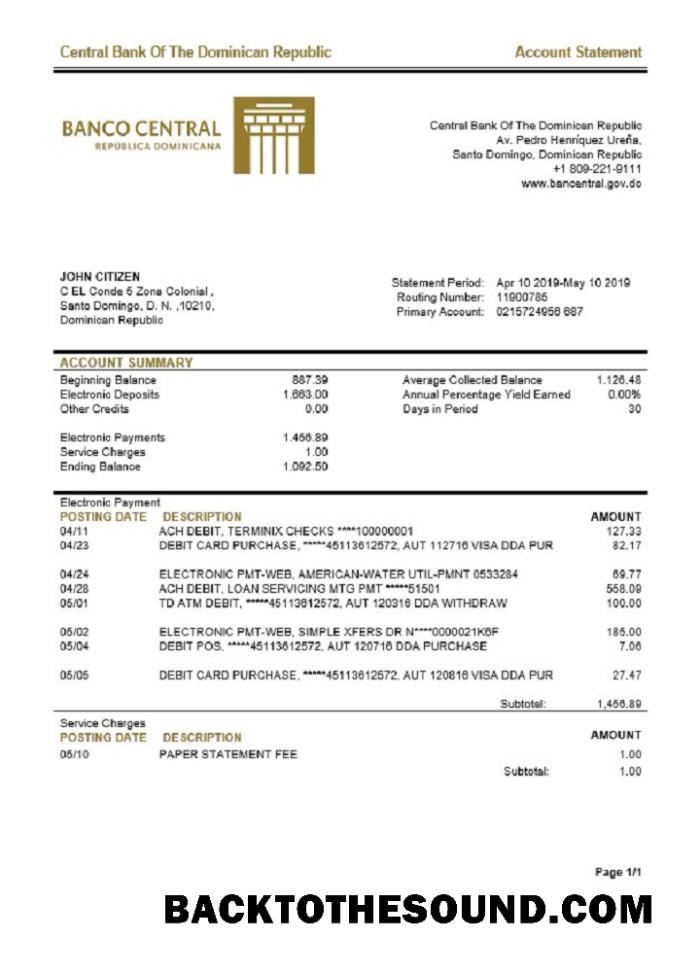 Central Bank Of The Dominican Republic Account Statement
BANCO CENTRAL
REPÚBLICA DOMINICANA
Central Bank Of The Dominican Republic
Av. Pedro Henríquez Ureña,
Santo Domingo, Dominican Republic
+1 809-221-9111
www.bancentral.gov.do
JOHN CITIZEN
C EL Conde 5 Zona Colonial ,
Santo Domingo, D. N. ,10210,
Dominican Republic
Statement Period: Apr 10 2019-May 10 2019
Routing Number: 11900785
Primary Account: 0215724956 687
ACCOUNT SUMMARY
Beginning Balance 887.39 Average Collected Balance 1.126.48
Electronic Deposits 1.663.00 Annual Percentage Yield Earned 0.00%
Other Credits 0.00 Days in Period 30
Electronic Payments 1.456.89
Service Charges 1.00
Ending Balance 1.092.50
Electronic Payment
POSTING DATE DESCRIPTION AMOUNT
04/11 ACH DEBIT, TERMINIX CHECKS ****100000001 127.33
04/23 DEBIT CARD PURCHASE, *****45113612572, AUT 112716 VISA DDA PUR 82.17
04/24 ELECTRONIC PMT-WEB, AMERICAN-WATER UTIL-PMNT 0533284 69.77
04/28 ACH DEBIT, LOAN SERVICING MTG PMT *****51501 558.09
05/01 TD ATM DEBIT, *****45113612572, AUT 120316 DDA WITHDRAW 100.00
05/02 ELECTRONIC PMT-WEB, SIMPLE XFERS DR N****0000021K6F 185.00
05/04 DEBIT POS, *****45113612572, AUT 120716 DDA PURCHASE 7.06
05/05 DEBIT CARD PURCHASE, *****45113612572, AUT 120816 VISA DDA PUR 27.47
Subtotal: 1,456.89
Service Charges
POSTING DATE DESCRIPTION AMOUNT
05/10 PAPER STATEMENT FEE 1.00
Subtotal: 1.00
Page 1/1
BACKTOTHESOUND.COM